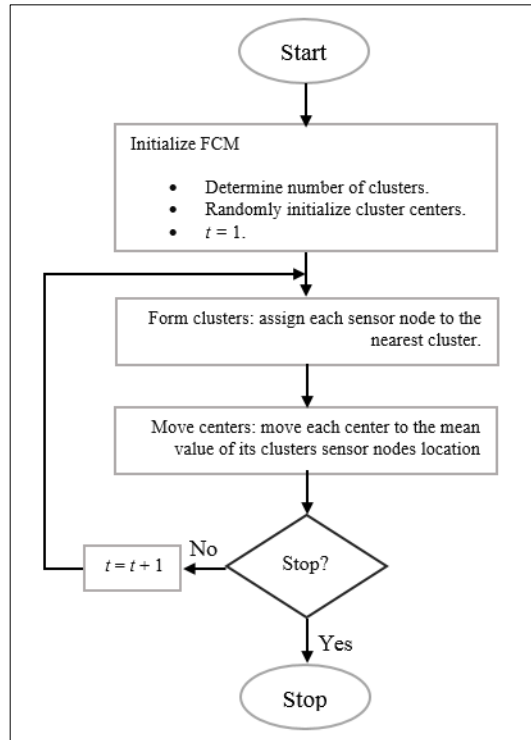 Start
Initialize FCM
• Determine number of clusters.
• Randomly initialize cluster centers.
• t = 1.
Form clusters: assign each sensor node to the
nearest cluster.
Move centers: move each center to the mean
value of its clusters sensor nodes location
Stop?
No
t = t + 1
Yes
Stop